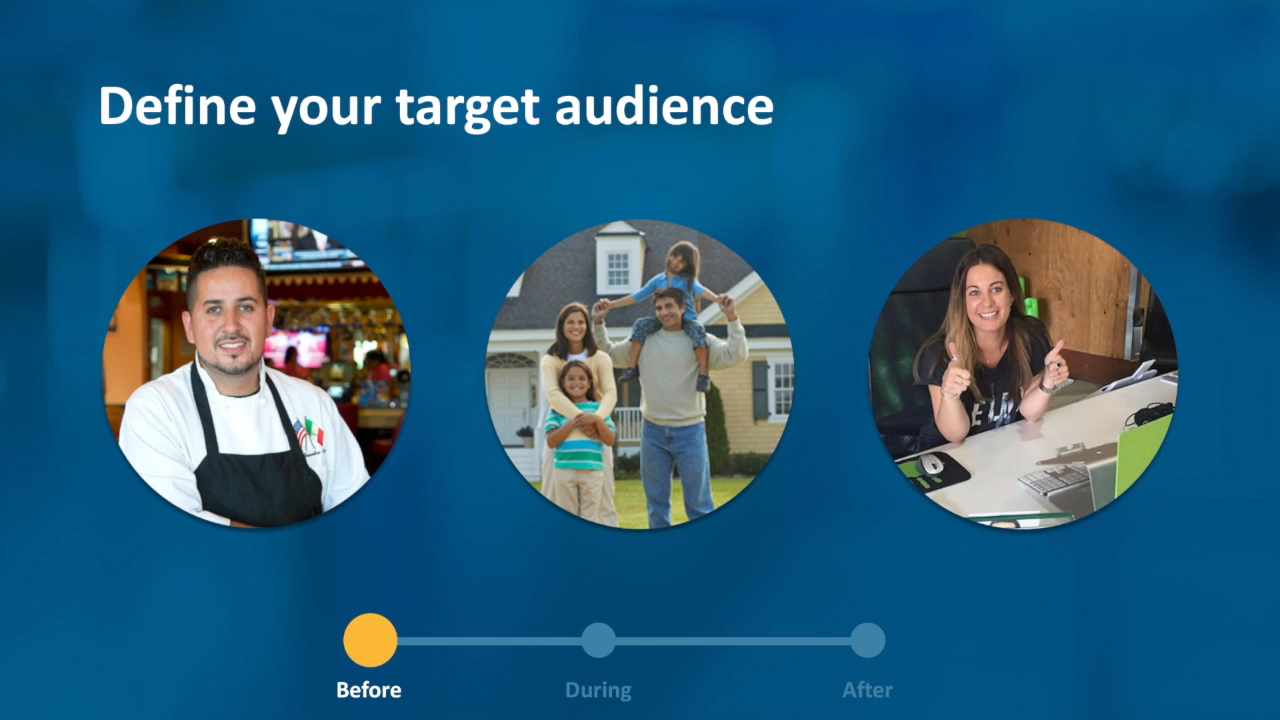 Define your target audience
Before
During
After